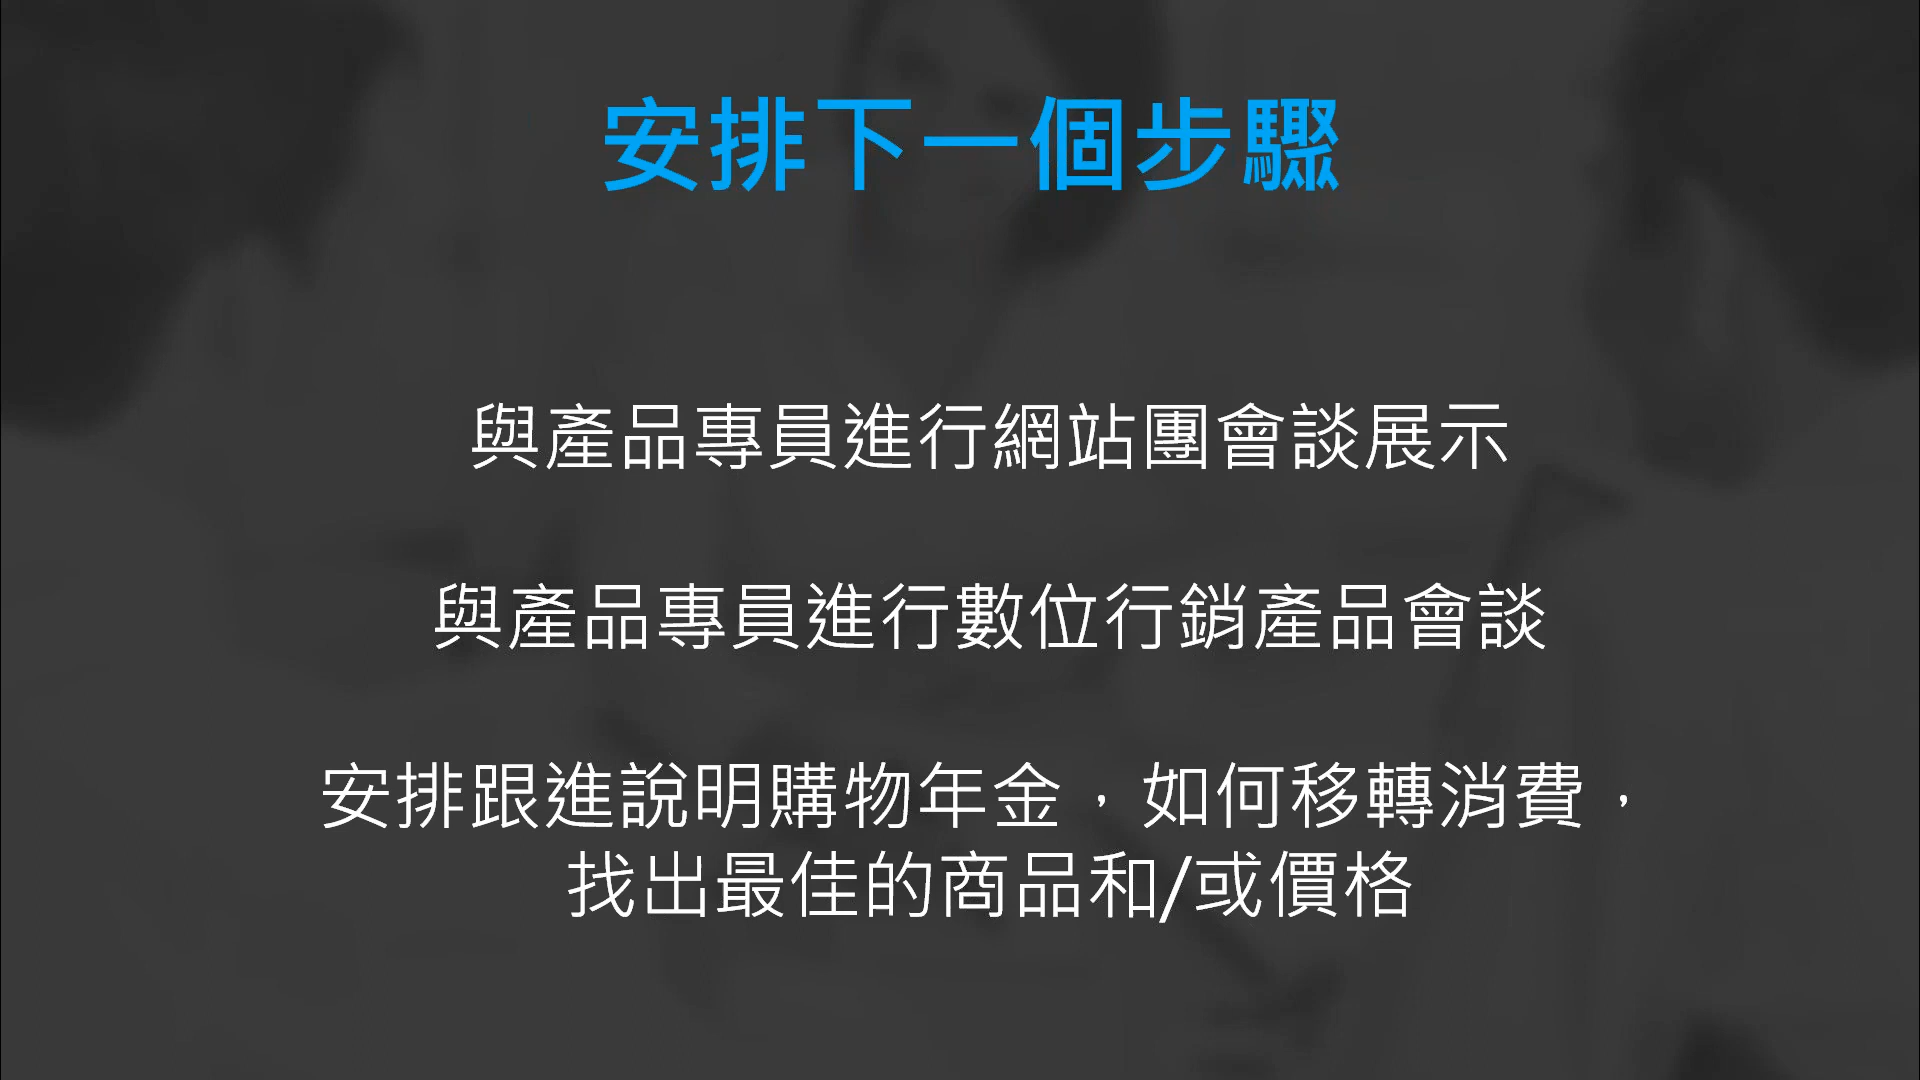 安排下一個步驟
與產品專員進行網站團會談展示
與產品專員進行數位行銷產品會談
安排跟進說明購物年金，如何移轉消費，
找出最佳的商品和/或價格